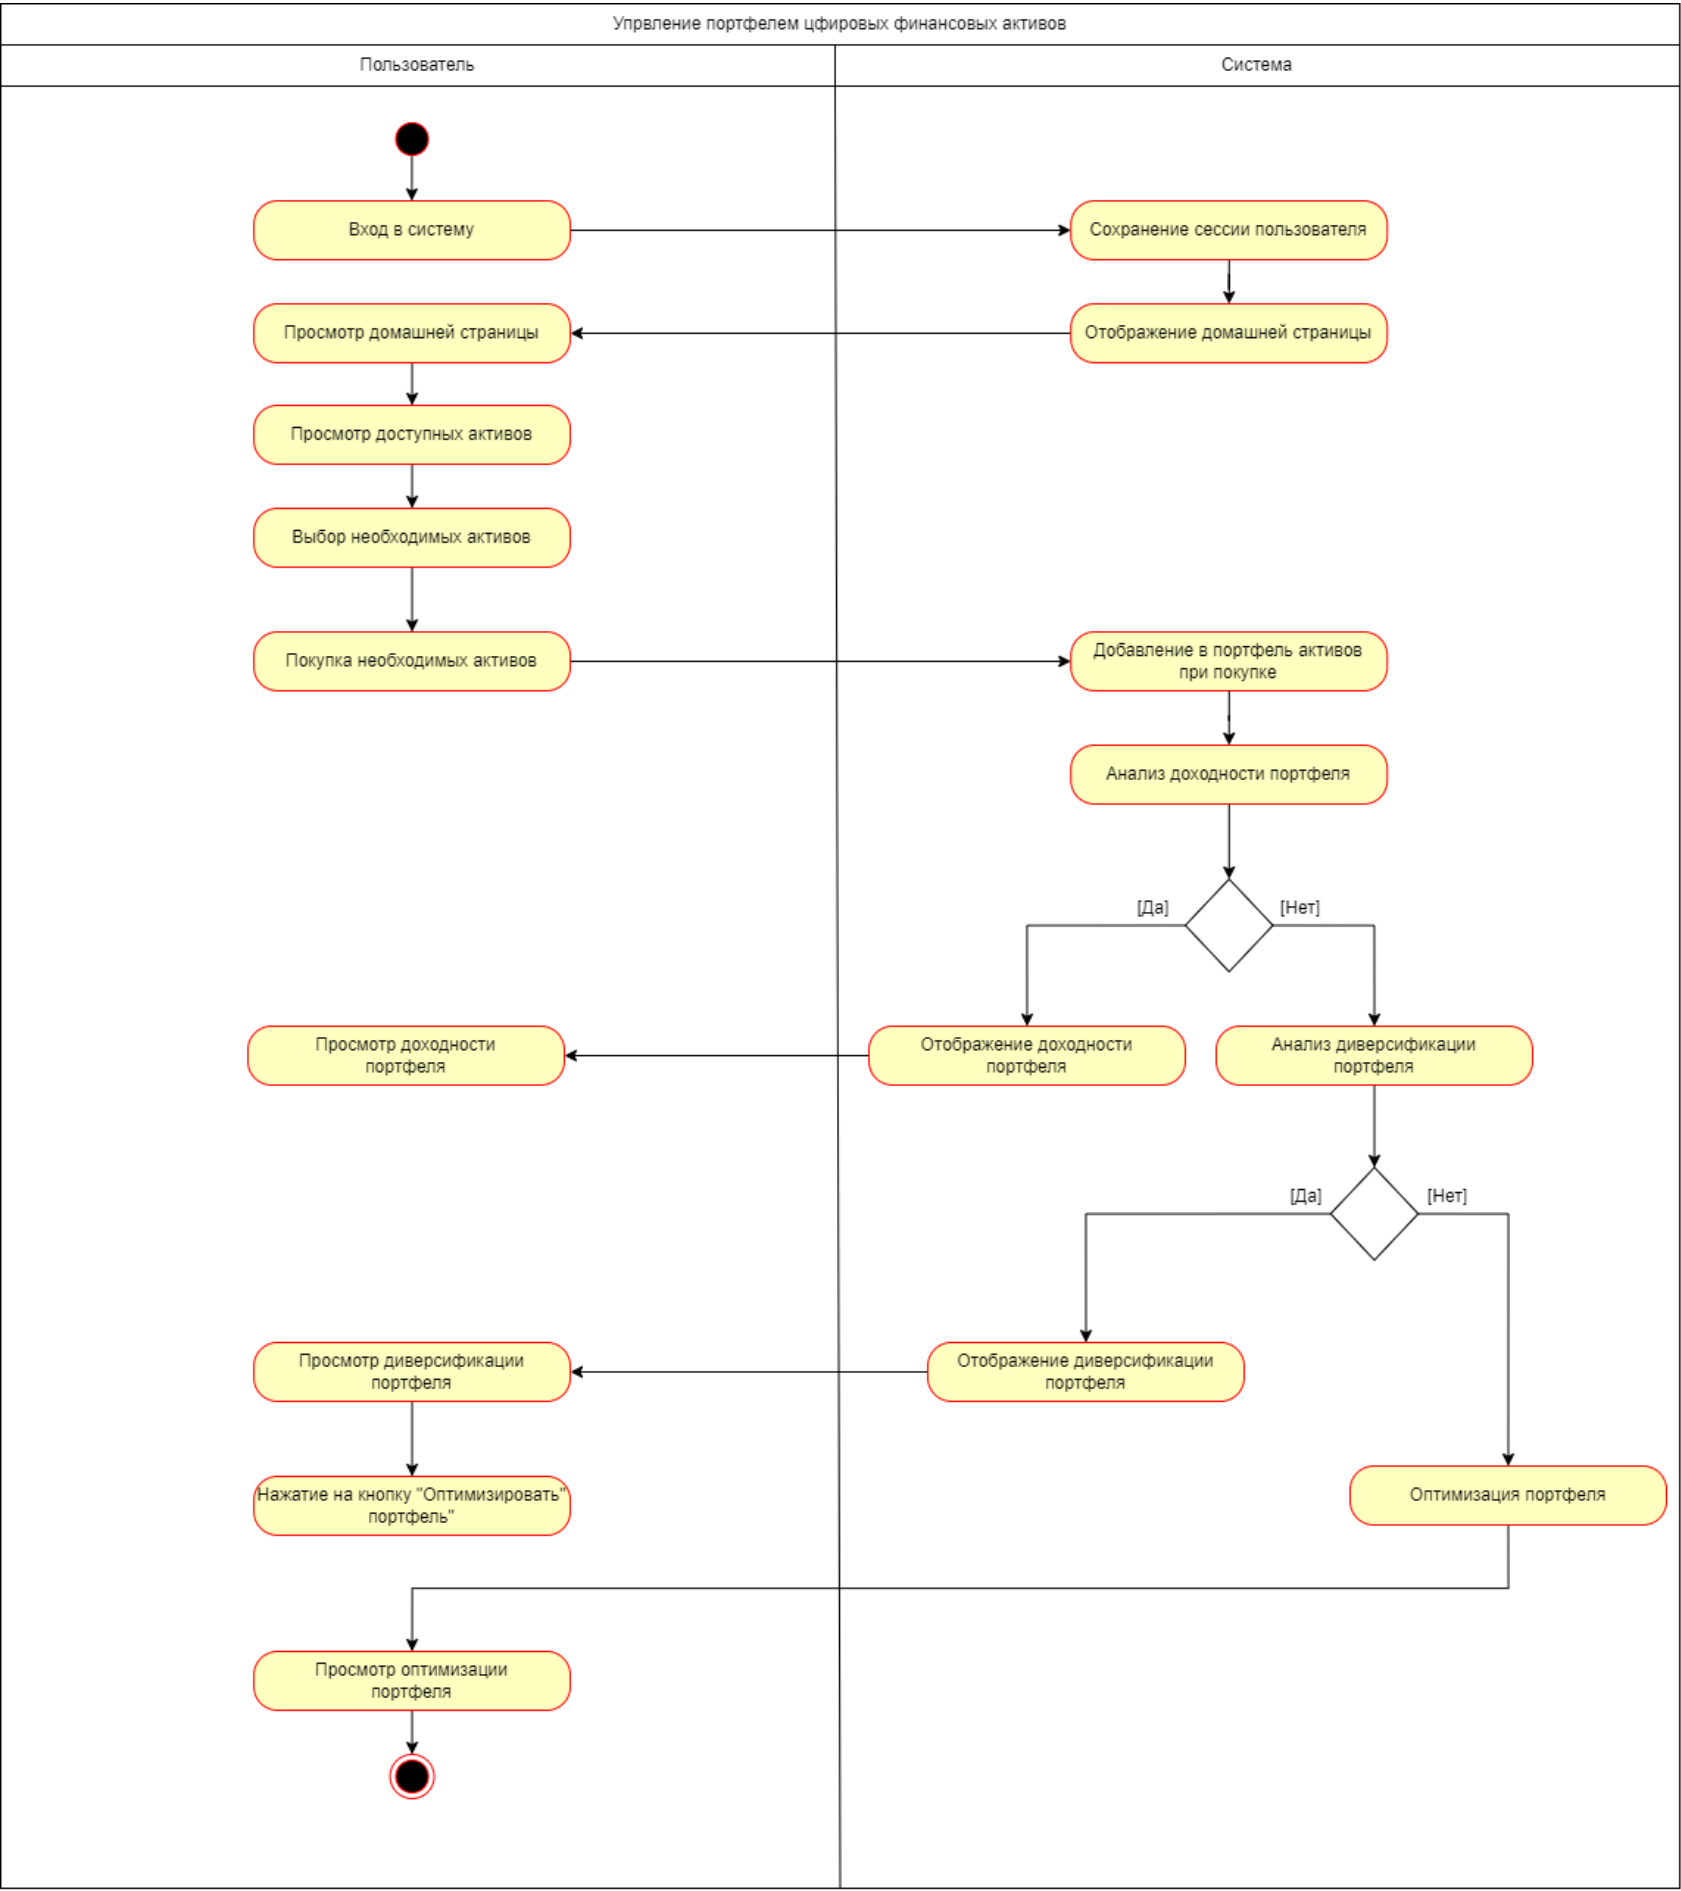 Упрвление портфелем цфировых финансовых активов
Пользователь
Система
Вход в систему
Сохранение сессии пользователя
Просмотр домашней страницы
Отображение домашней страницы
Просмотр доступных активов
Выбор необходимых активов
Покупка необходимых активов
Добавление в портфель активов
при покупке
Анализ доходности портфеля
[Да]
[Нет]
Просмотр доходности
портфеля
Отображение доходности
портфеля
Анализ диверсификации
портфеля
[Да]
[Нет]
Просмотр диверсификации
портфеля
Отображение диверсификации
портфеля
Нажатие на кнопку "Оптимизировать"
портфель"
Оптимизация портфеля
Просмотр оптимизации
портфеля